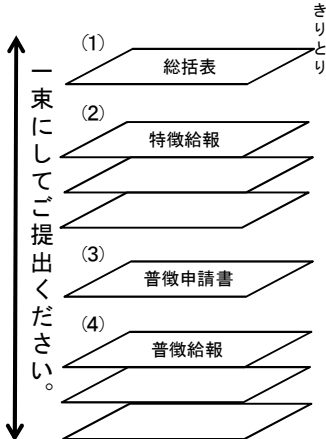 きりとり
一束にしてご提出ください。
(1)
総括表
(2)
特徴給報
(3)
普徴申請書
(4)
普徴給報